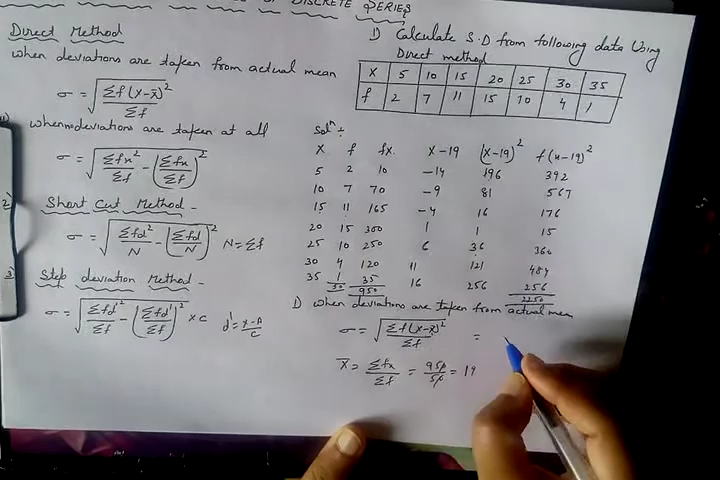 OF DISCRETE SERIES
Direct Method
when deviations are taken from actual mean
σ = √(Σf(x-x̄)² / Σf)
when no deviations are taken at all
σ = √(Σfx²/Σf - (Σfx/Σf)²)
2) Short Cut Method -
σ = √(Σfd²/N - (Σfd/N)²) N = Σf
3) Step deviation Method -
σ = √(Σfd'²/Σf - (Σfd'/Σf)²) × C d' = x-A/C
1) Calculate S.D from following data Using
Direct method
X 5 10 15 20 25 30 35
f 2 7 11 15 10 4 1
Solⁿ ÷
X f fx X-19 (X-19)² f(x-19)²
5 2 10 -14 196 392
10 7 70 -9 81 567
15 11 165 -4 16 176
20 15 300 1 1 15
25 10 250 6 36 360
30 4 120 11 121 484
35 1 35 16 256 256
50 950 2250
1) when deviations are taken from actual mean
σ = √(Σf(x-x̄)² / Σf) =
X̄ = Σfx/Σf = 950/50 = 19